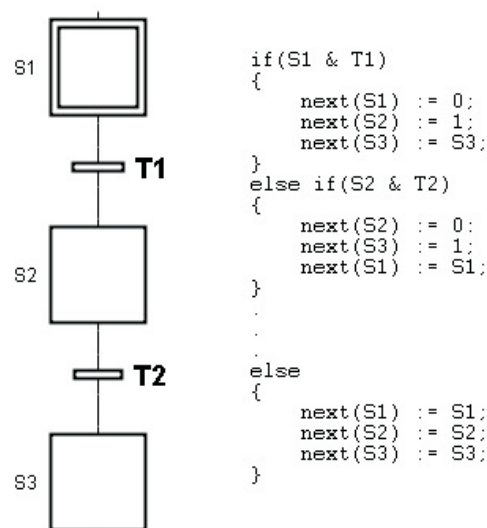 S1
T1
S2
T2
S3
if(S1 & T1)
{
next(S1) := 0;
next(S2) := 1;
next(S3) := S3;
}
else if(S2 & T2)
{
next(S2) := 0:
next(S3) := 1;
next(S1) := S1;
}
.
.
.
else
{
next(S1) := S1;
next(S2) := S2;
next(S3) := S3;
}